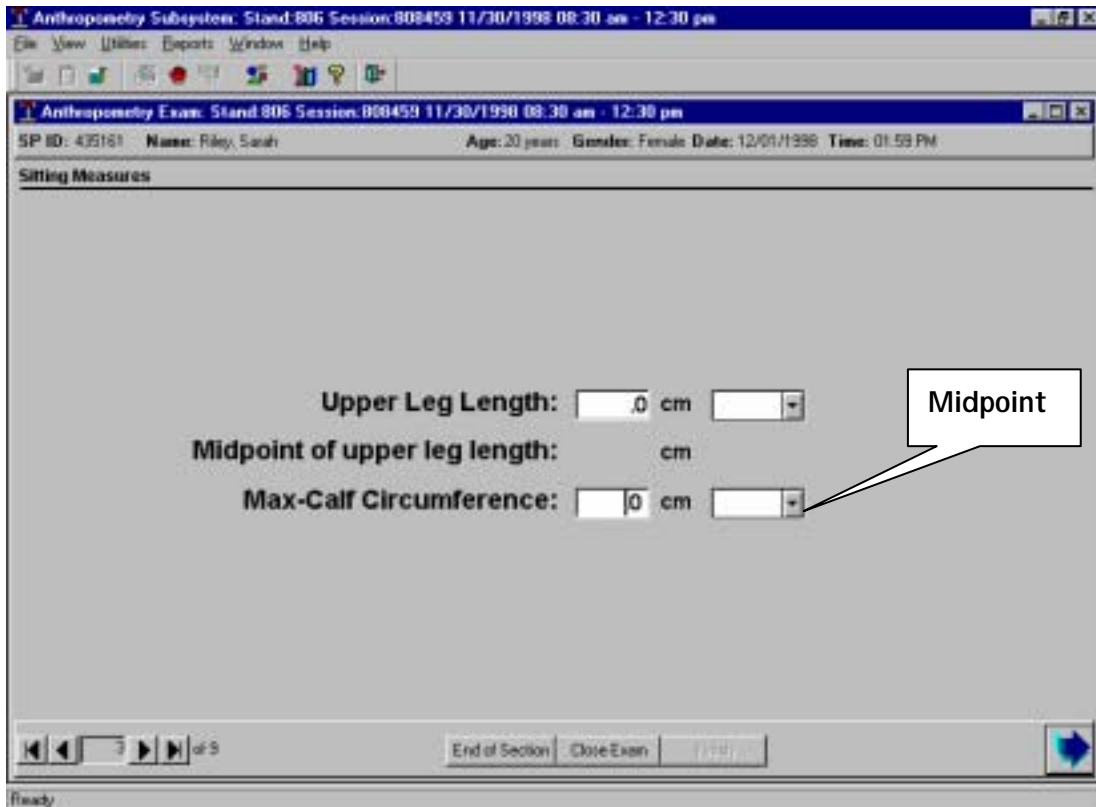 Anthropometry Subsystem: Stand:806 Session:808459 11/30/1998 08:30 am - 12:30 pm
File View Utilities Reports Window Help
Anthropometry Exam: Stand:806 Session:808459 11/30/1998 08:30 am - 12:30 pm
SP ID: 435161 Name: Riley, Sarah Age: 20 years Gender: Female Date: 12/01/1998 Time: 01:59 PM
Sitting Measures
Upper Leg Length: .0 cm
Midpoint
Midpoint of upper leg length: cm
Max-Calf Circumference: 0 cm
3 of 9 End of Section Close Exam
Ready